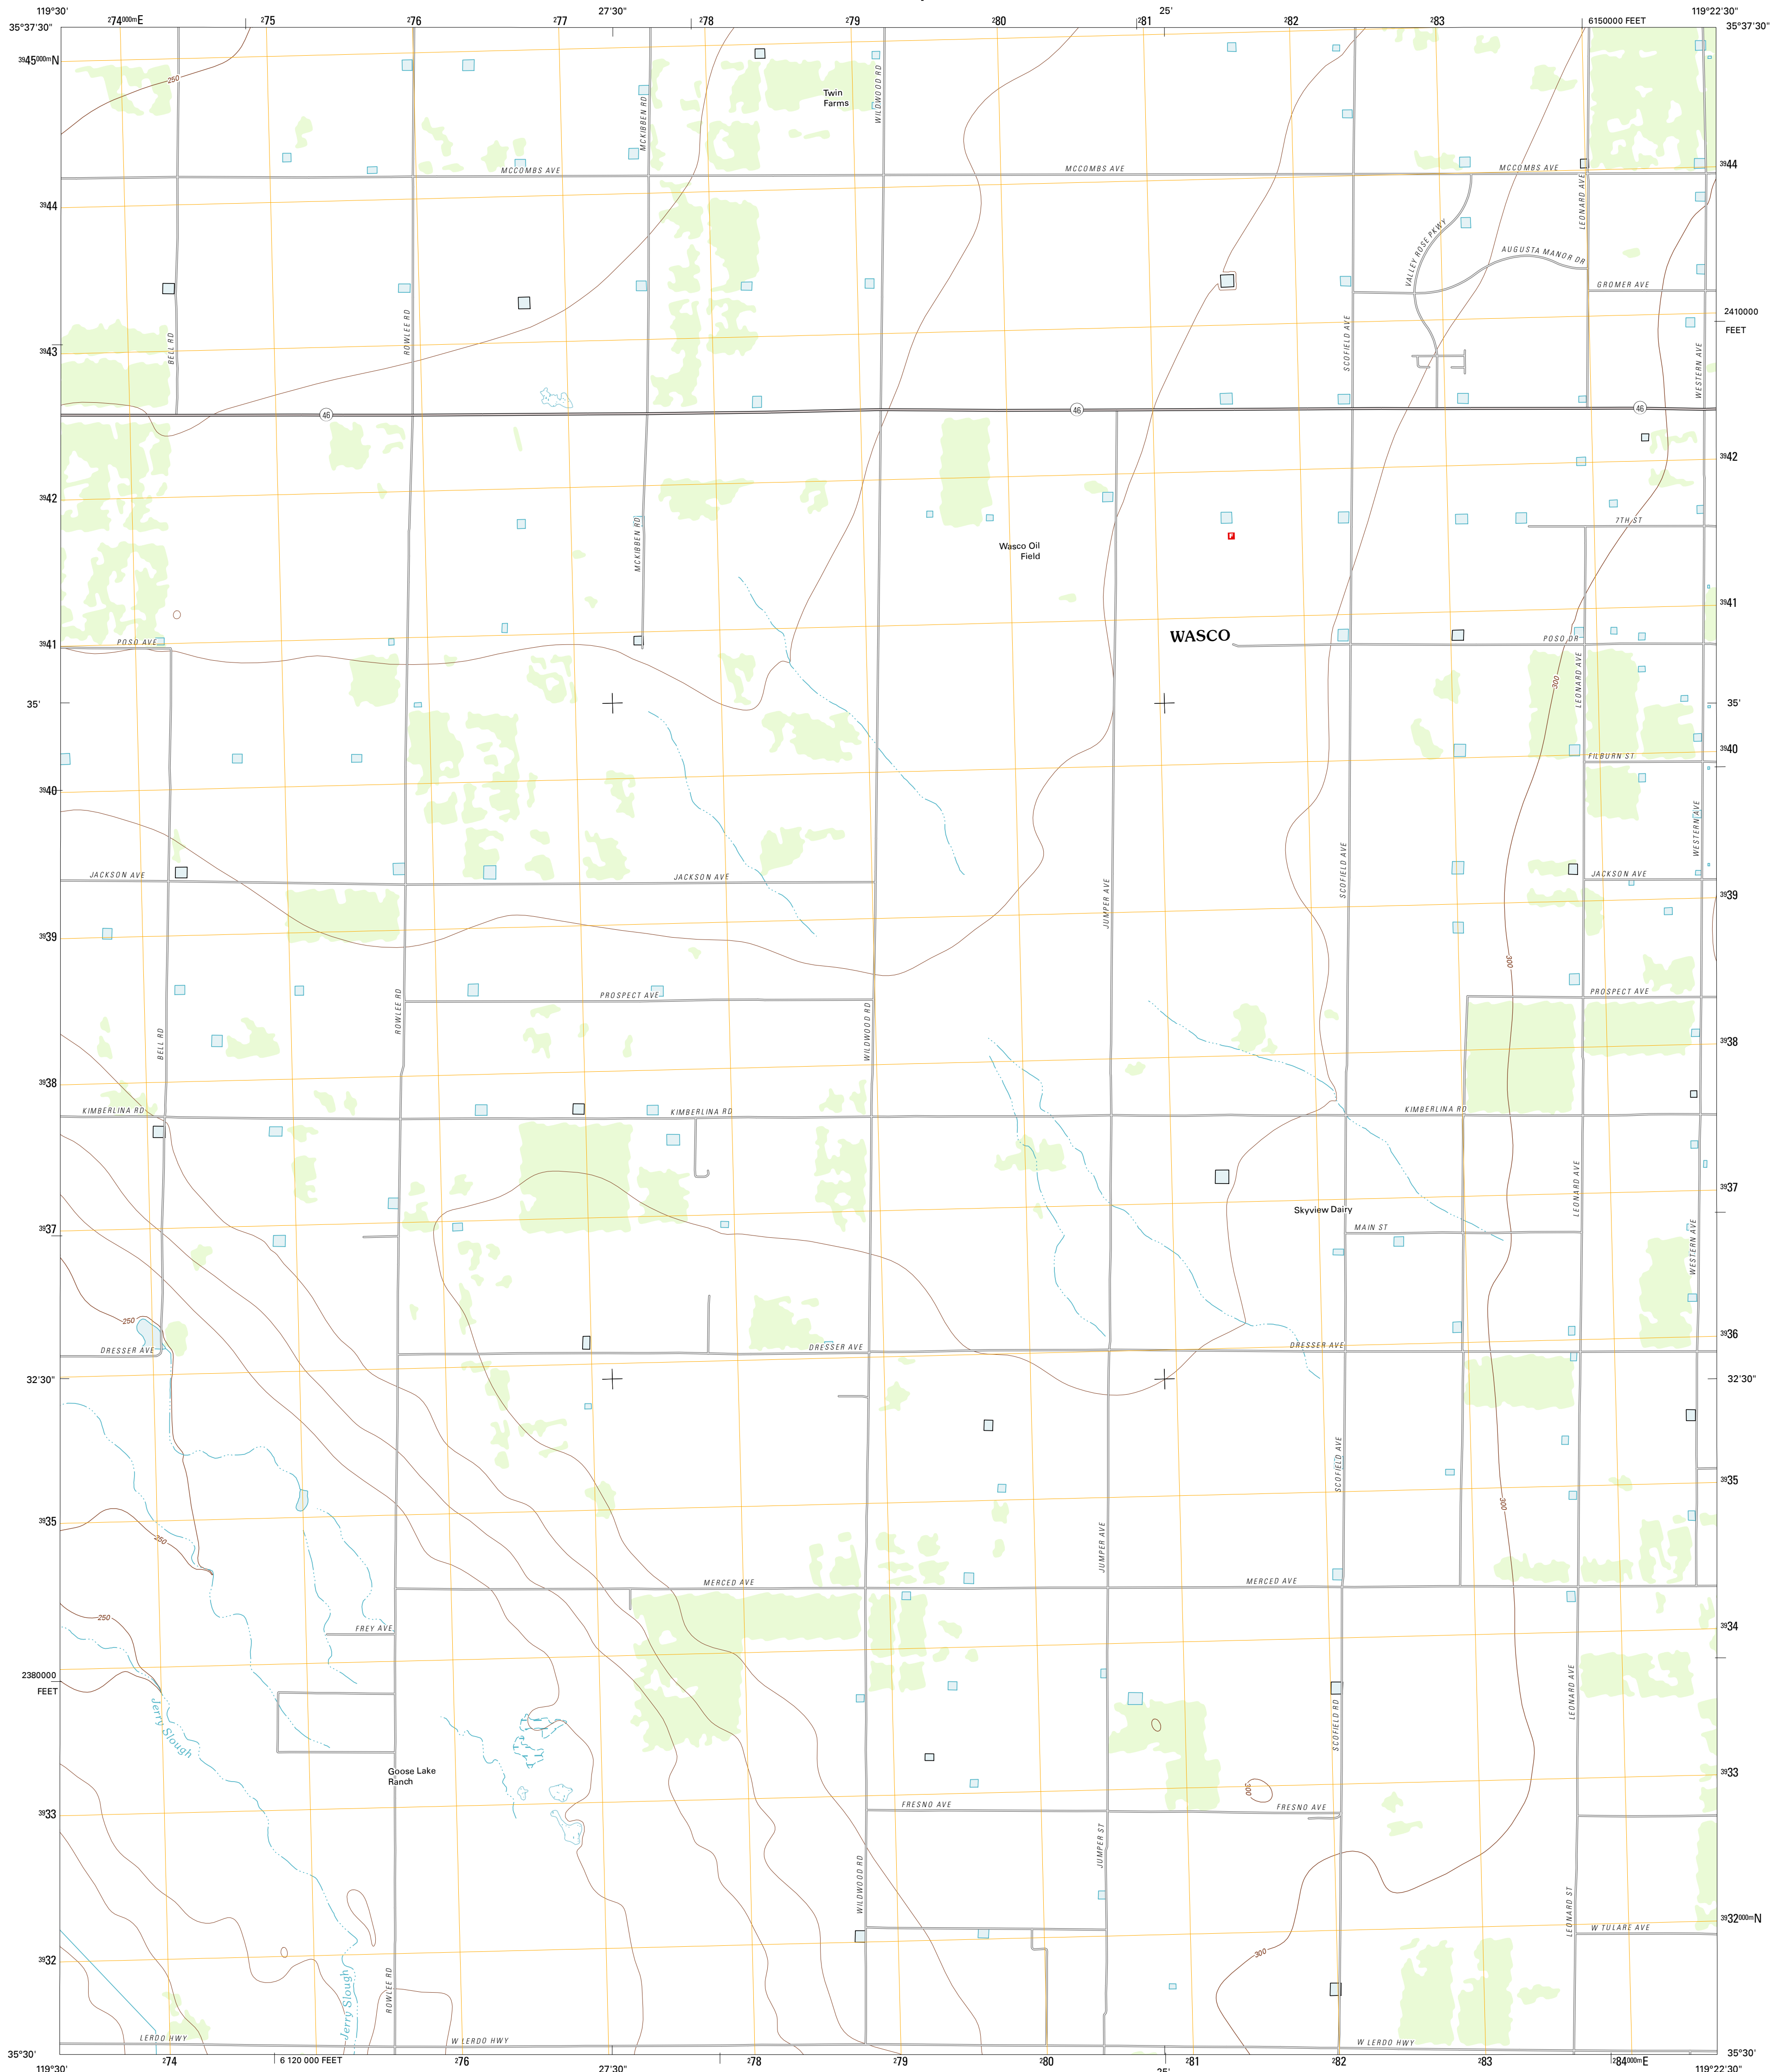 119°30'
274000mE
275
276
277
27'30"
278
279
280
281
25'
282
283
6150000 FEET
119°22'30"
35°37'30"
35°37'30"
3945000mN
250
Twin
Farms
WILDWOOD RD
MCKIBBEN RD
MCCOMBS AVE
MCCOMBS AVE
MCCOMBS AVE
3944
3944
LEONARD AVE
VALLEY ROSE PKWY
AUGUSTA MANOR DR
GROMER AVE
2410000
FEET
BELL RD
ROWLEE RD
SCOFIELD AVE
WESTERN AVE
3943
46
46
46
3942
3942
7TH ST
MCKIBBEN RD
Wasco Oil
Field
3941
3941
WASCO
POSO AVE
POSO DR
LEONARD AVE
300
35'
35'
3940
FILBURN ST
3940
WESTERN AVE
SCOFIELD AVE
JUMPER AVE
JACKSON AVE
JACKSON AVE
JACKSON AVE
3939
3939
300
PROSPECT AVE
PROSPECT AVE
ROWLEE RD
BELL RD
WILDWOOD RD
3938
3938
KIMBERLINA RD
KIMBERLINA RD
KIMBERLINA RD
LEONARD AVE
3937
3937
Skyview Dairy
MAIN ST
WESTERN AVE
250
DRESSER AVE
DRESSER AVE
DRESSER AVE
3936
32'30"
32'30"
SCOFIELD AVE
3935
3935
300
250
JUMPER AVE
MERCED AVE
MERCED AVE
250
FREY AVE
3934
2380000
FEET
LEONARD AVE
Jerry Slough
SCOFIELD RD
Goose Lake
Ranch
3933
300
3933
FRESNO AVE
FRESNO AVE
JUMPER ST
WILDWOOD RD
LEONARD ST
3932000mN
W TULARE AVE
300
3932
ROWLEE RD
Jerry Slough
LERDO HWY
W LERDO HWY
W LERDO HWY
35°30'
35°30'
119°30'
274
6 120 000 FEET
276
27'30"
278
279
280
25'
281
282
283
284000mE
119°22'30"